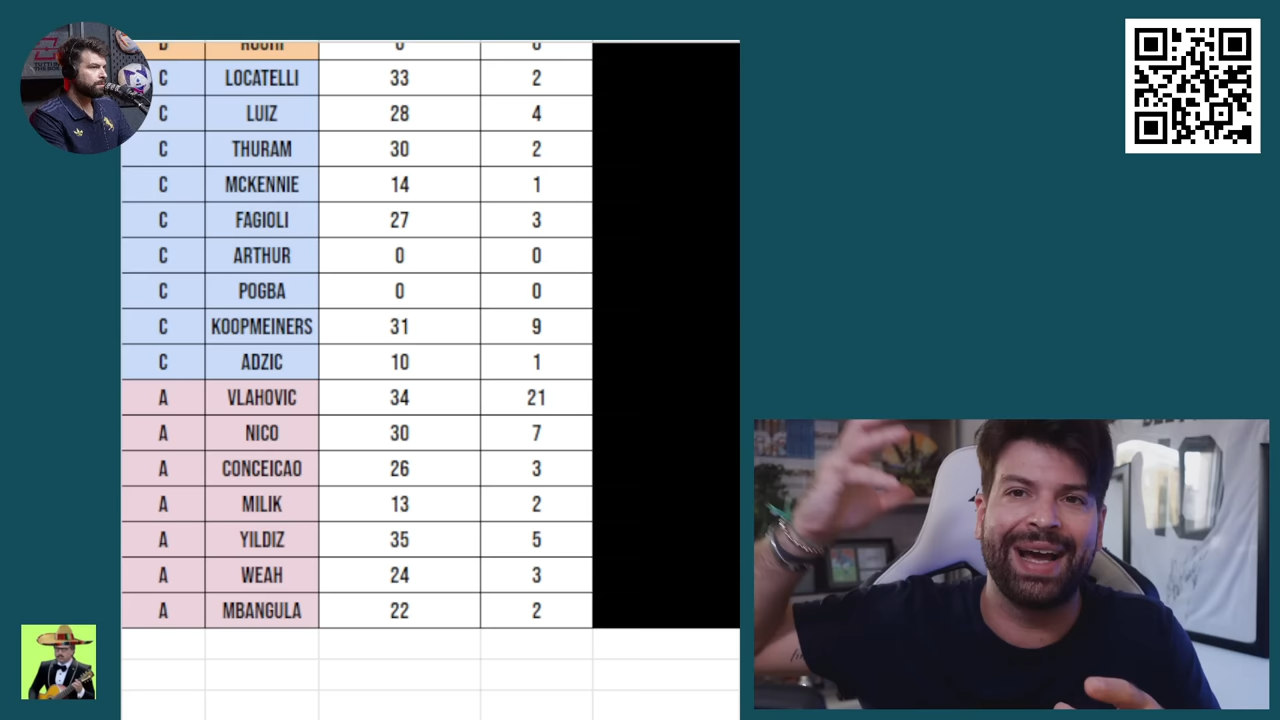 C LOCATELLI 33 2
C LUIZ 28 4
C THURAM 30 2
C MCKENNIE 14 1
C FAGIOLI 27 3
C ARTHUR 0 0
C POGBA 0 0
C KOOPMEINERS 31 9
C ADZIC 10 1
A VLAHOVIC 34 21
A NICO 30 7
A CONCEICAO 26 3
A MILIK 13 2
A YILDIZ 35 5
A WEAH 24 3
A MBANGULA 22 2